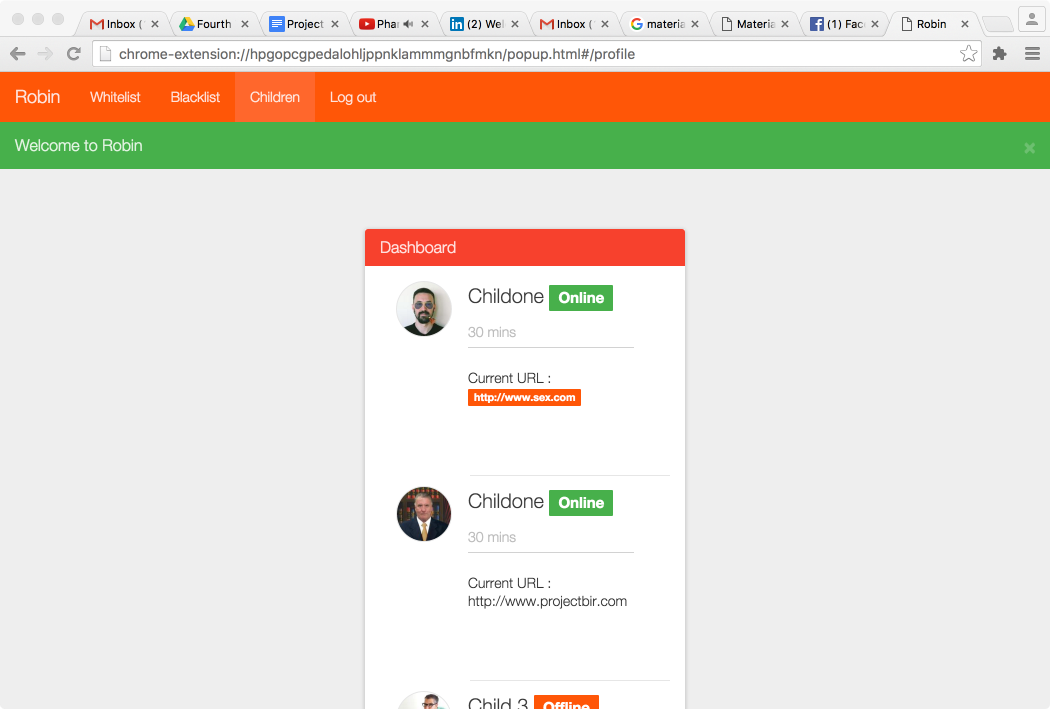 Inbox (
Fourth
Project
Phar
(2) Wel
Inbox (
materia
Materia
(1) Fac
Robin
chrome-extension://hpgopcgpedalohljppnklammmgnbfmkn/popup.html#/profile
Robin Whitelist Blacklist Children Log out
Welcome to Robin
Dashboard
Childone Online
30 mins
Current URL :
http://www.sex.com
Childone Online
30 mins
Current URL :
http://www.projectbir.com
Child 3 Offline